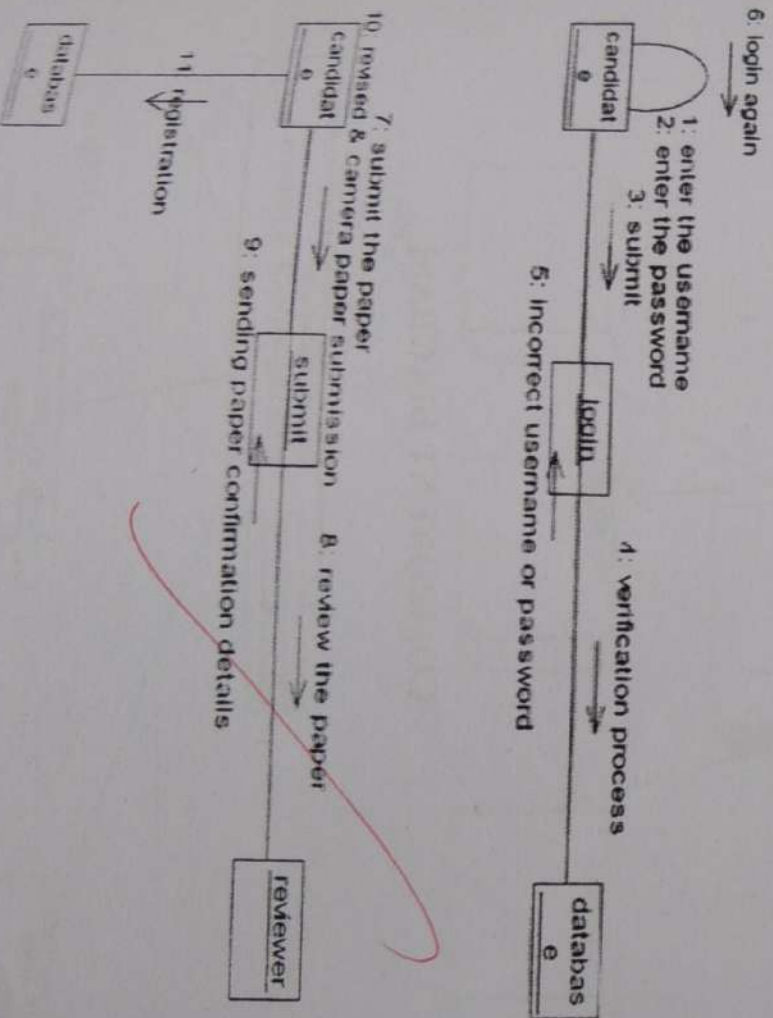 6: login again
1: enter the username
2: enter the password
3: submit
candidat
e
login
4: verification process
5: incorrect username or password
databas
e
7: submit the paper
10: revised & camera paper submission
candidat
e
submit
8: review the paper
9: sending paper confirmation details
reviewer
11: registration
databas
e